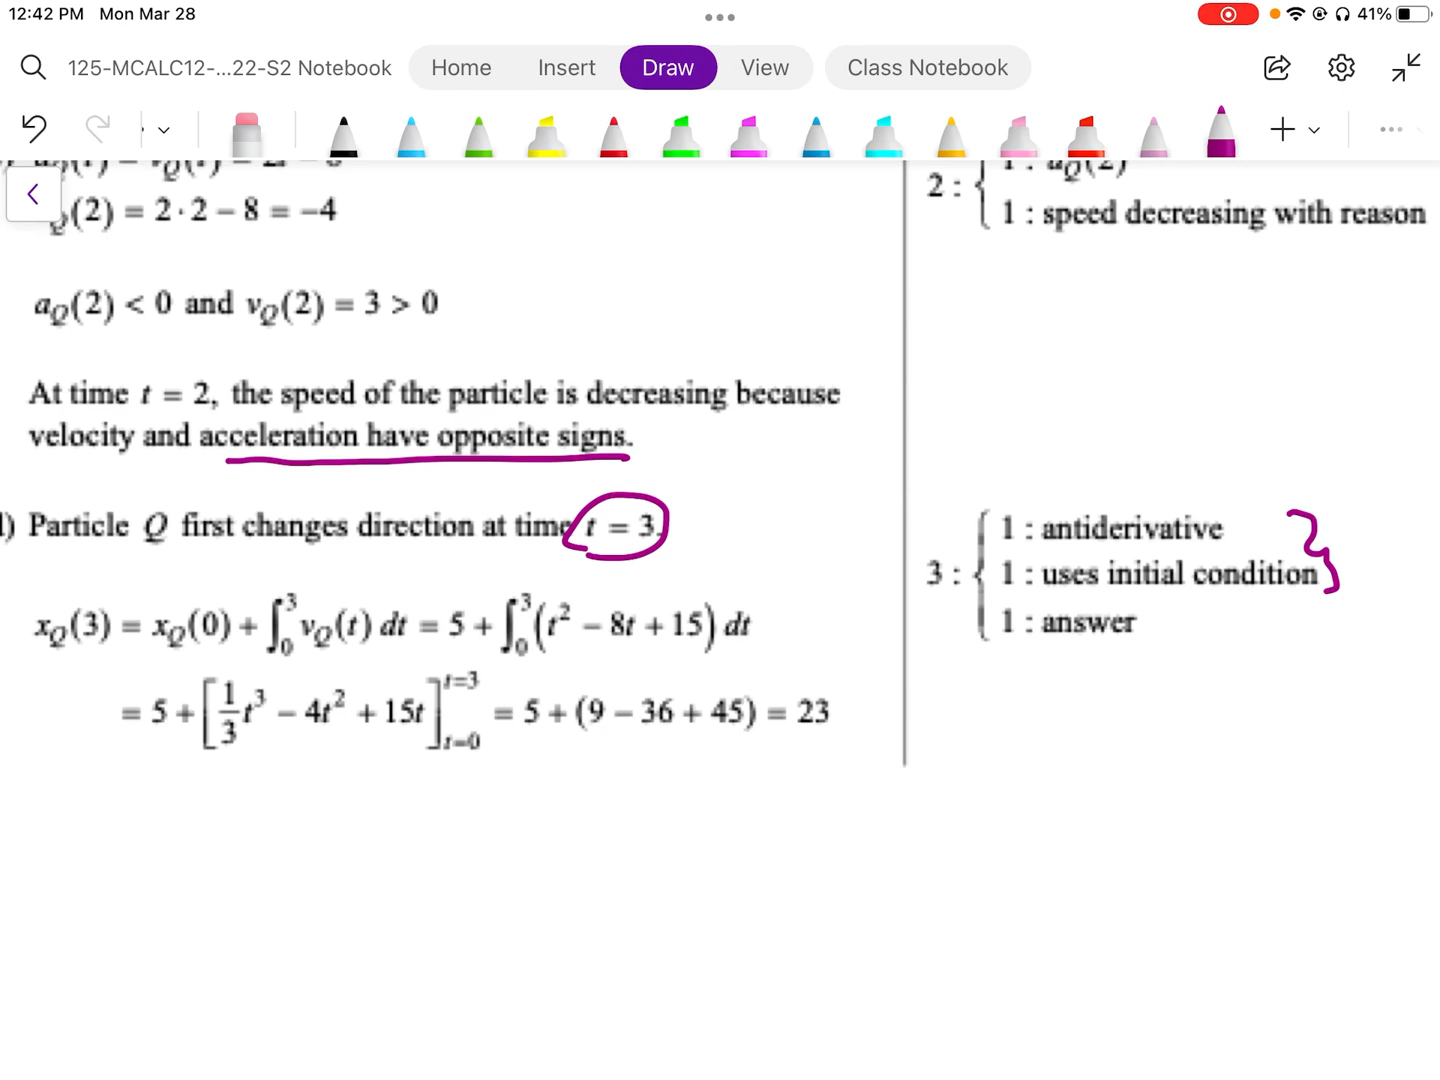 12:42 PM Mon Mar 28
41%
125-MCALC12-...22-S2 Notebook
Home Insert Draw View Class Notebook
Q(2) = 2·2 − 8 = −4
a_Q(2) < 0 and v_Q(2) = 3 > 0
At time t = 2, the speed of the particle is decreasing because
velocity and acceleration have opposite signs.
) Particle Q first changes direction at time t = 3.
x_Q(3) = x_Q(0) + ∫₀³ v_Q(t) dt = 5 + ∫₀³ (t² − 8t + 15) dt
= 5 + [1/3 t³ − 4t² + 15t]_{t=0}^{t=3} = 5 + (9 − 36 + 45) = 23
2 : { 1 : a_Q(2)
1 : speed decreasing with reason
3 : { 1 : antiderivative
1 : uses initial condition
1 : answer